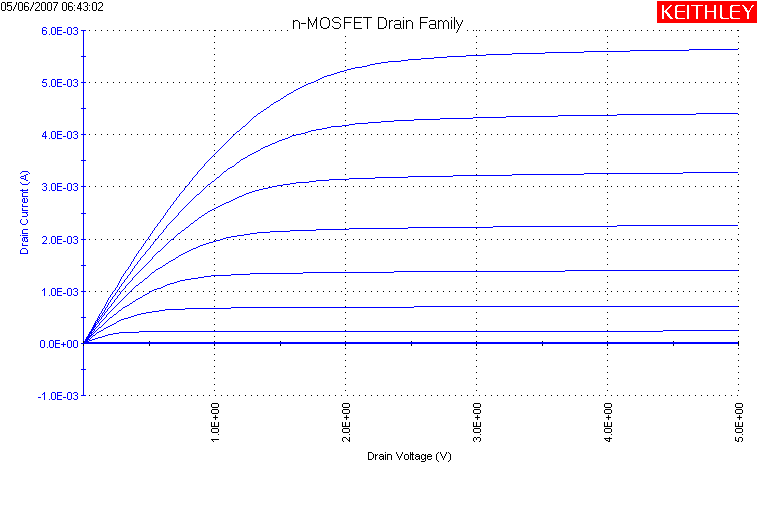 05/06/2007 06:43:02
KEITHLEY
n-MOSFET Drain Family
6.0E-03
5.0E-03
4.0E-03
3.0E-03
2.0E-03
1.0E-03
0.0E+00
-1.0E-03
Drain Current (A)
1.0E+00
2.0E+00
3.0E+00
4.0E+00
5.0E+00
Drain Voltage (V)